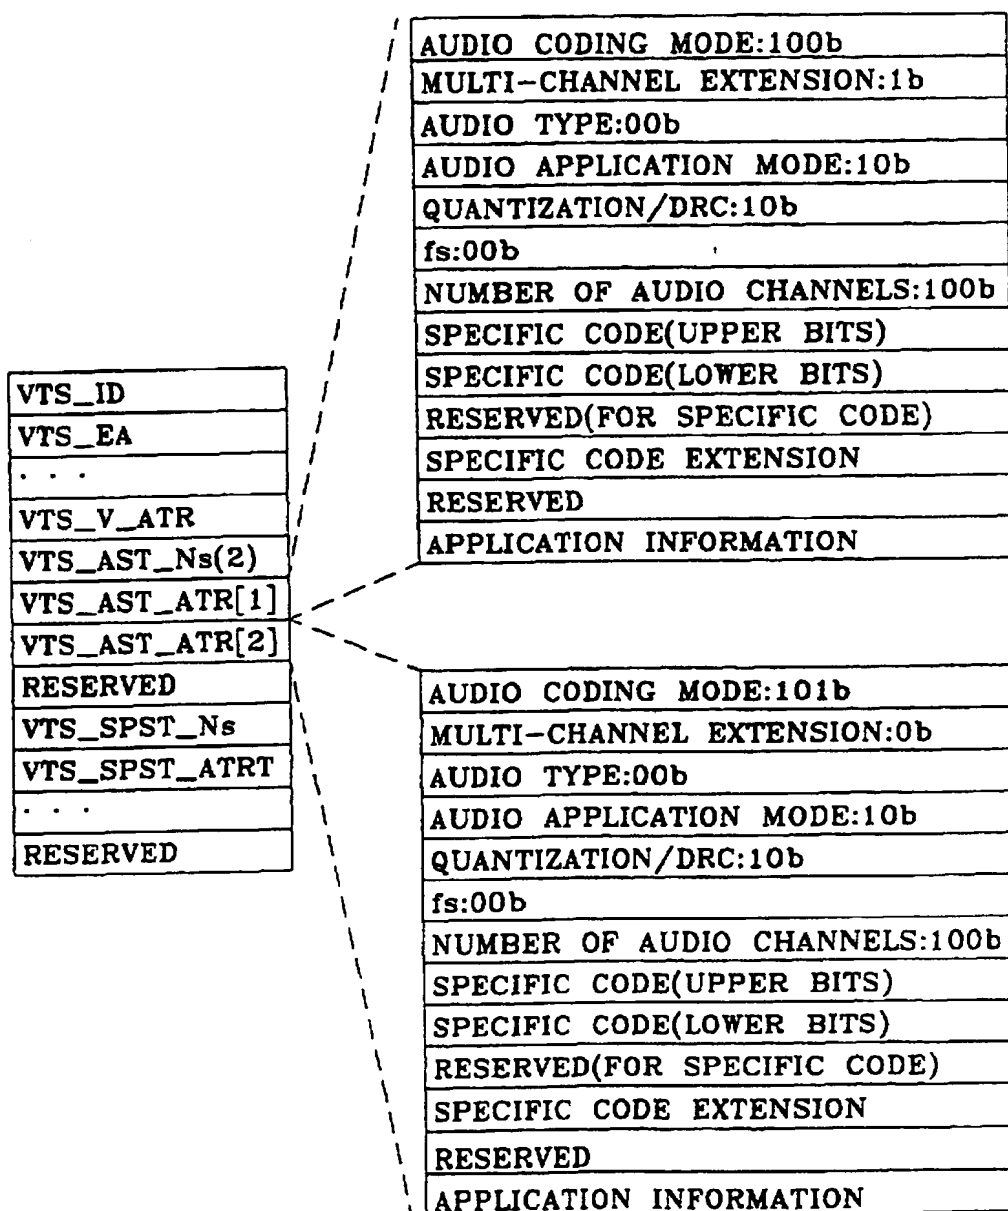 AUDIO CODING MODE:100b
MULTI-CHANNEL EXTENSION:1b
AUDIO TYPE:00b
AUDIO APPLICATION MODE:10b
QUANTIZATION/DRC:10b
fs:00b
NUMBER OF AUDIO CHANNELS:100b
SPECIFIC CODE(UPPER BITS)
SPECIFIC CODE(LOWER BITS)
RESERVED(FOR SPECIFIC CODE)
SPECIFIC CODE EXTENSION
RESERVED
APPLICATION INFORMATION
VTS_ID
VTS_EA
. . .
VTS_V_ATR
VTS_AST_Ns(2)
VTS_AST_ATR[1]
VTS_AST_ATR[2]
RESERVED
VTS_SPST_Ns
VTS_SPST_ATRT
. . .
RESERVED
AUDIO CODING MODE:101b
MULTI-CHANNEL EXTENSION:0b
AUDIO TYPE:00b
AUDIO APPLICATION MODE:10b
QUANTIZATION/DRC:10b
fs:00b
NUMBER OF AUDIO CHANNELS:100b
SPECIFIC CODE(UPPER BITS)
SPECIFIC CODE(LOWER BITS)
RESERVED(FOR SPECIFIC CODE)
SPECIFIC CODE EXTENSION
RESERVED
APPLICATION INFORMATION